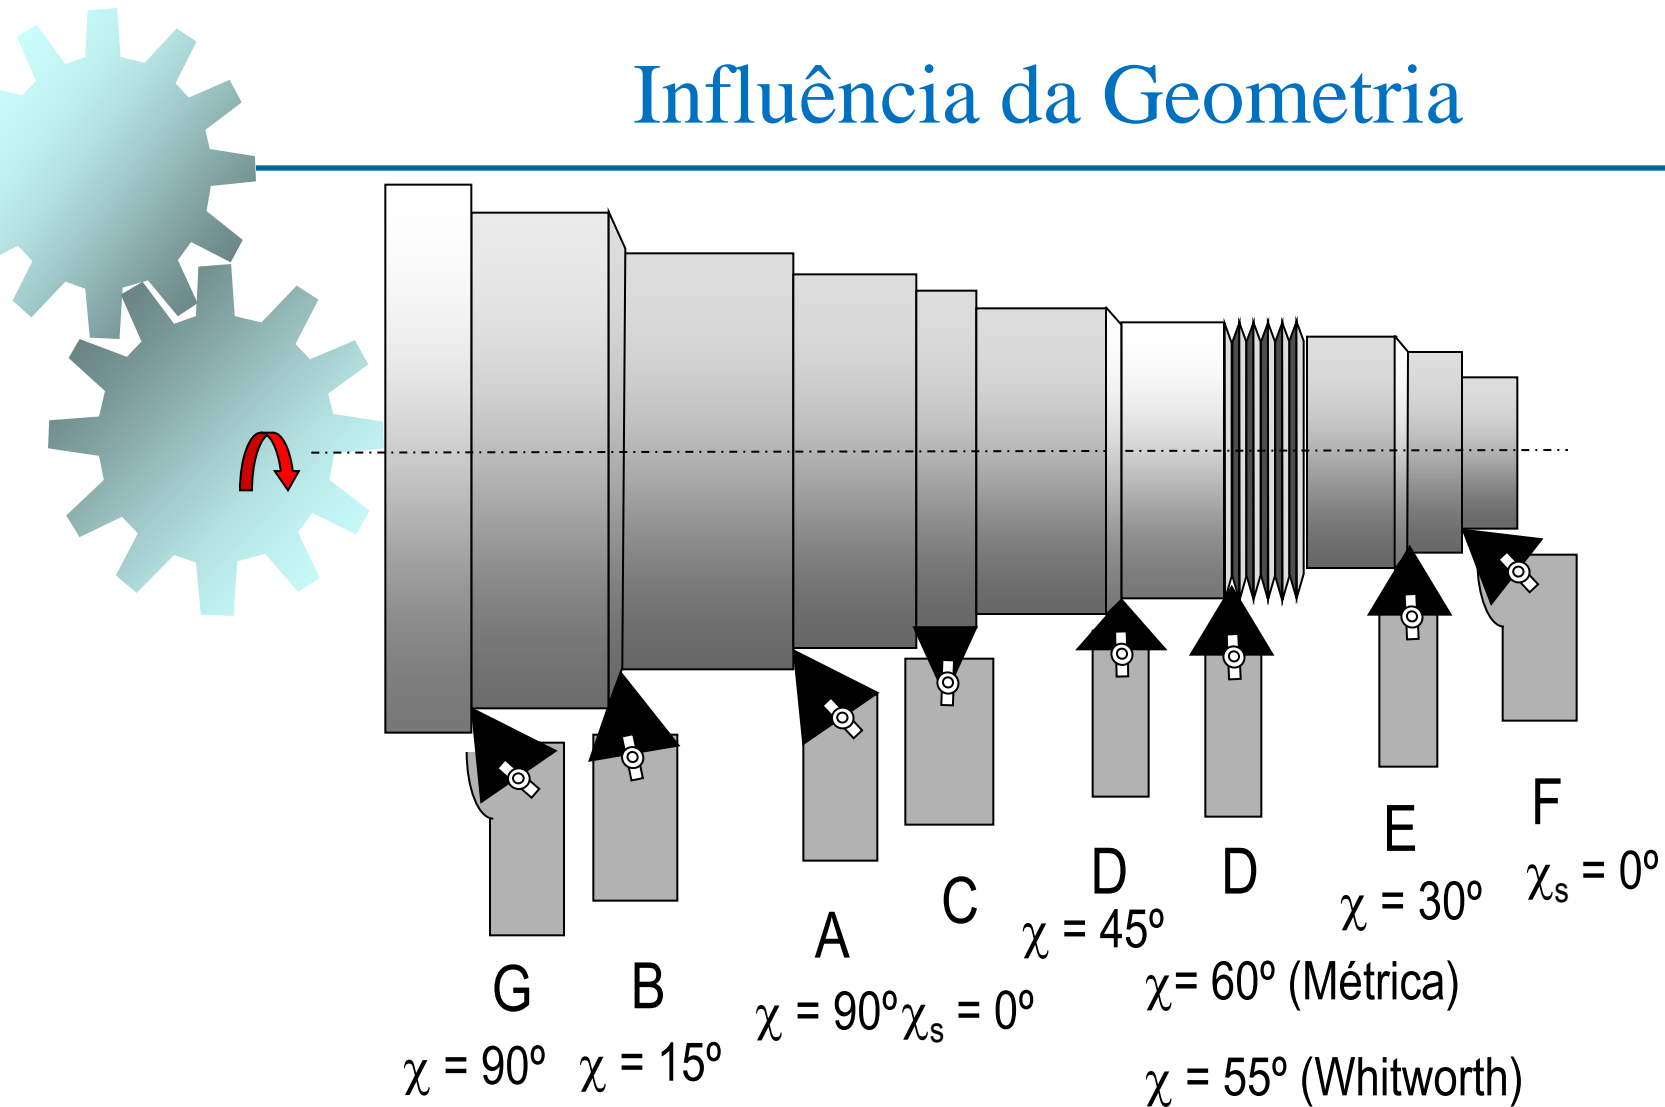 Influência da Geometria
G
χ = 90º
B
χ = 15º
A
χ = 90º
C
χs = 0º
D
χ = 45º
D
χ= 60º (Métrica)
χ = 55º (Whitworth)
E
χ = 30º
F
χs = 0º